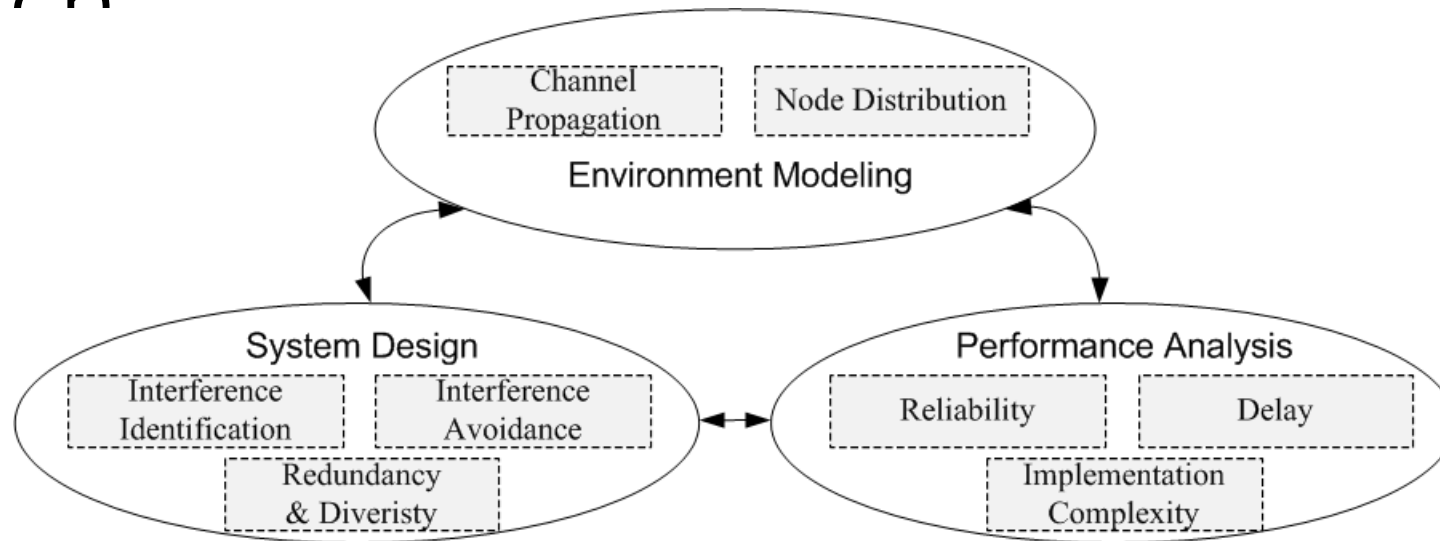 Channel
Propagation
Node Distribution
Environment Modeling
System Design
Interference
Identification
Interference
Avoidance
Redundancy
& Diveristy
Performance Analysis
Reliability
Delay
Implementation
Complexity